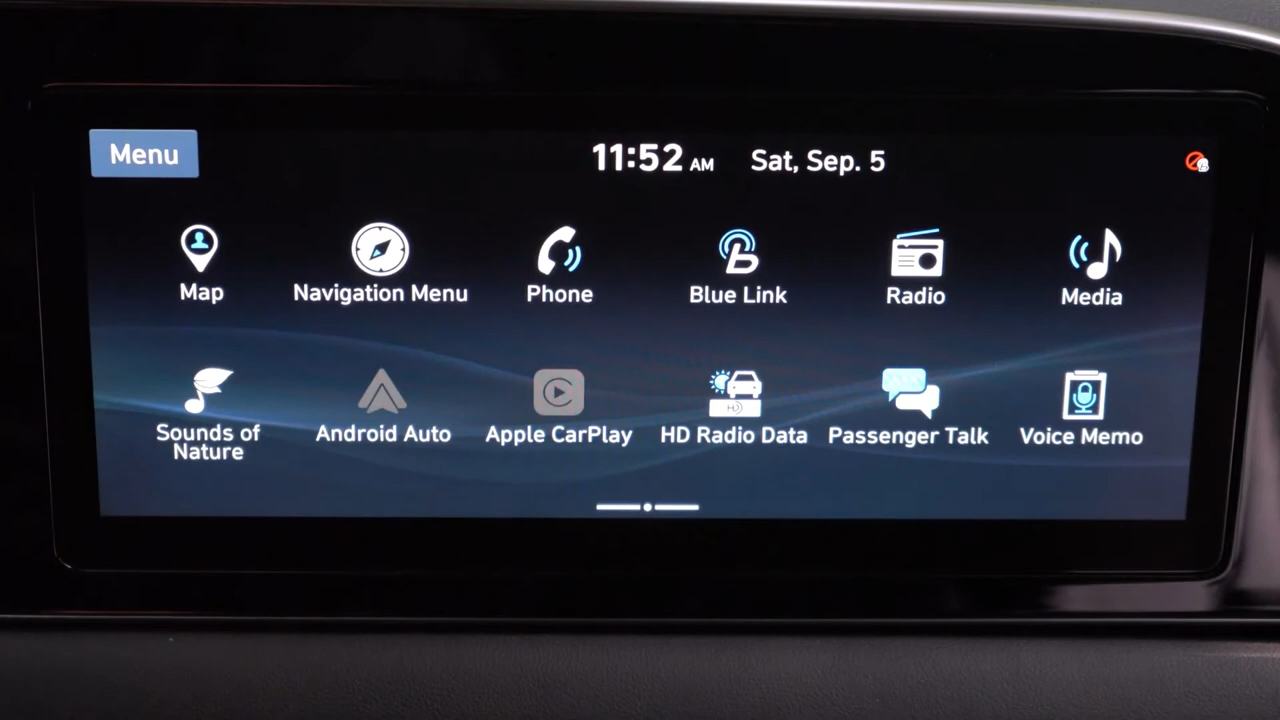 Menu
11:52 AM Sat, Sep. 5
Map
Navigation Menu
Phone
Blue Link
Radio
Media
Sounds of
Nature
Android Auto
Apple CarPlay
HD
HD Radio Data
Passenger Talk
Voice Memo